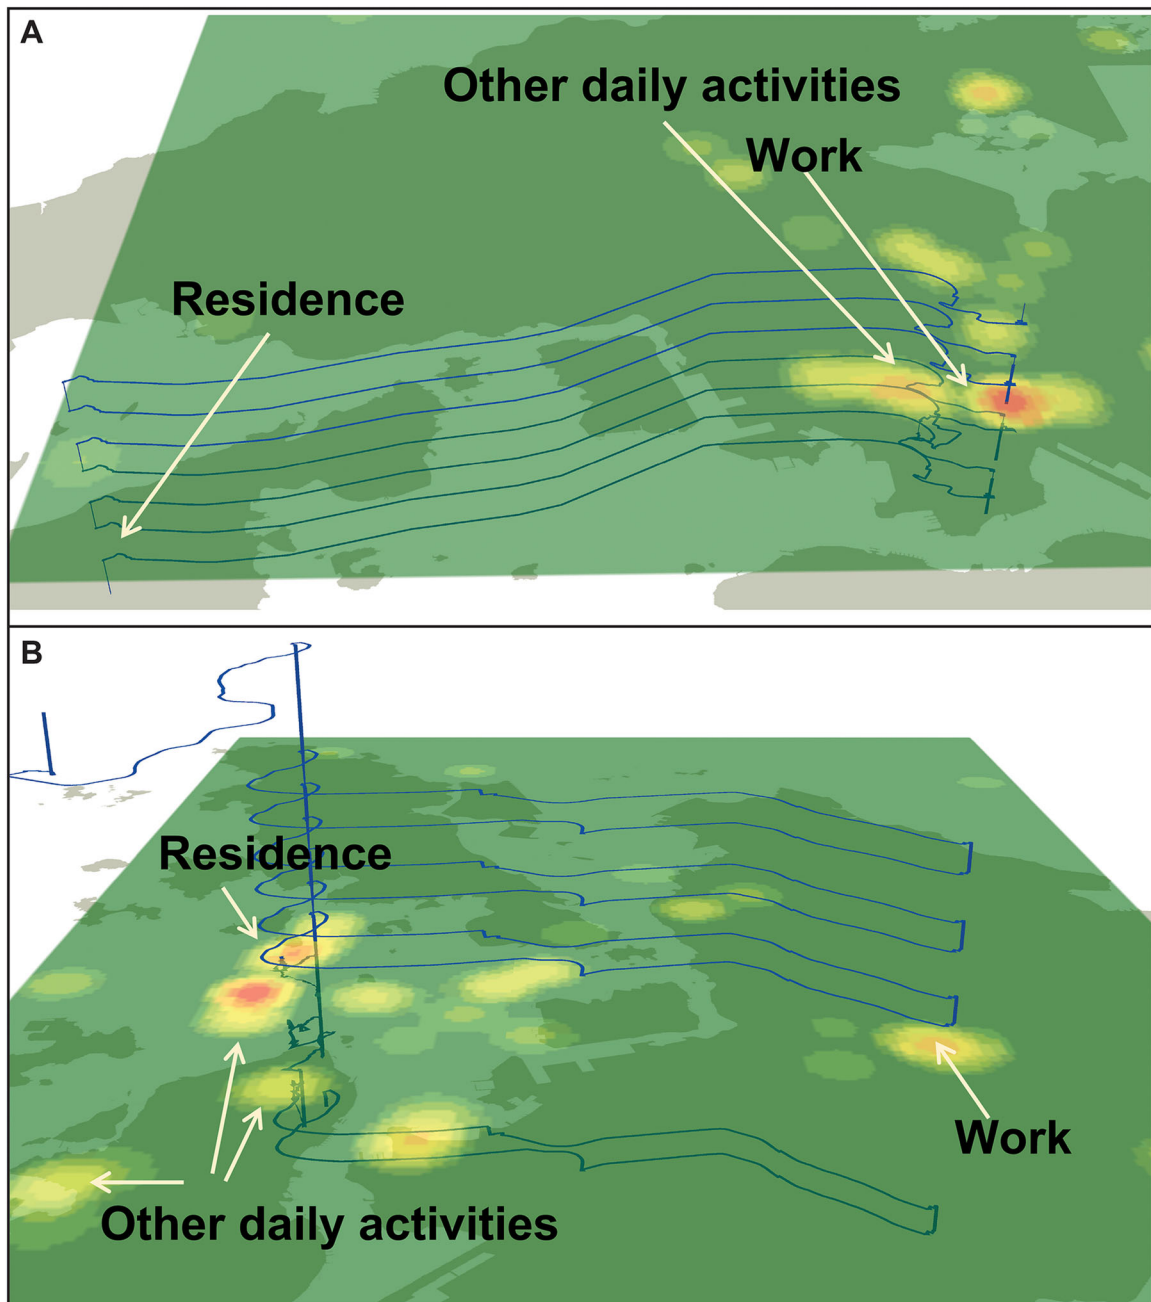 A
Other daily activities
Work
Residence
B
Residence
Work
Other daily activities